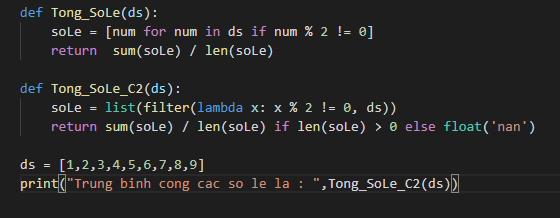 def Tong_SoLe(ds):
    soLe = [num for num in ds if num % 2 != 0]
    return  sum(soLe) / len(soLe)

def Tong_SoLe_C2(ds):
    soLe = list(filter(lambda x: x % 2 != 0, ds))
    return sum(soLe) / len(soLe) if len(soLe) > 0 else float('nan')

ds = [1,2,3,4,5,6,7,8,9]
print("Trung binh cong cac so le la : ",Tong_SoLe_C2(ds))